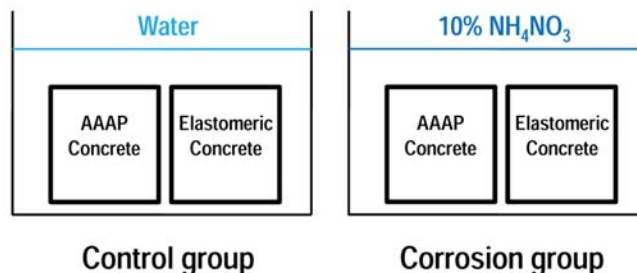 Water
AAAP
Concrete
Elastomeric
Concrete
Control group
10% NH₄NO₃
AAAP
Concrete
Elastomeric
Concrete
Corrosion group